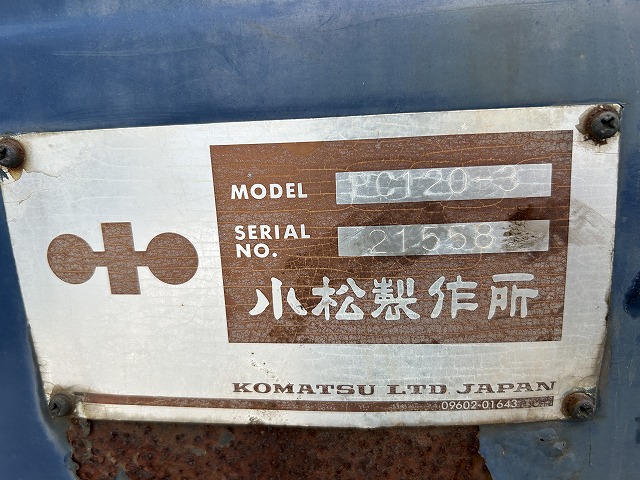 MODEL PC120-3
SERIAL NO. 21558
小松製作所
KOMATSU LTD JAPAN
09602-01643